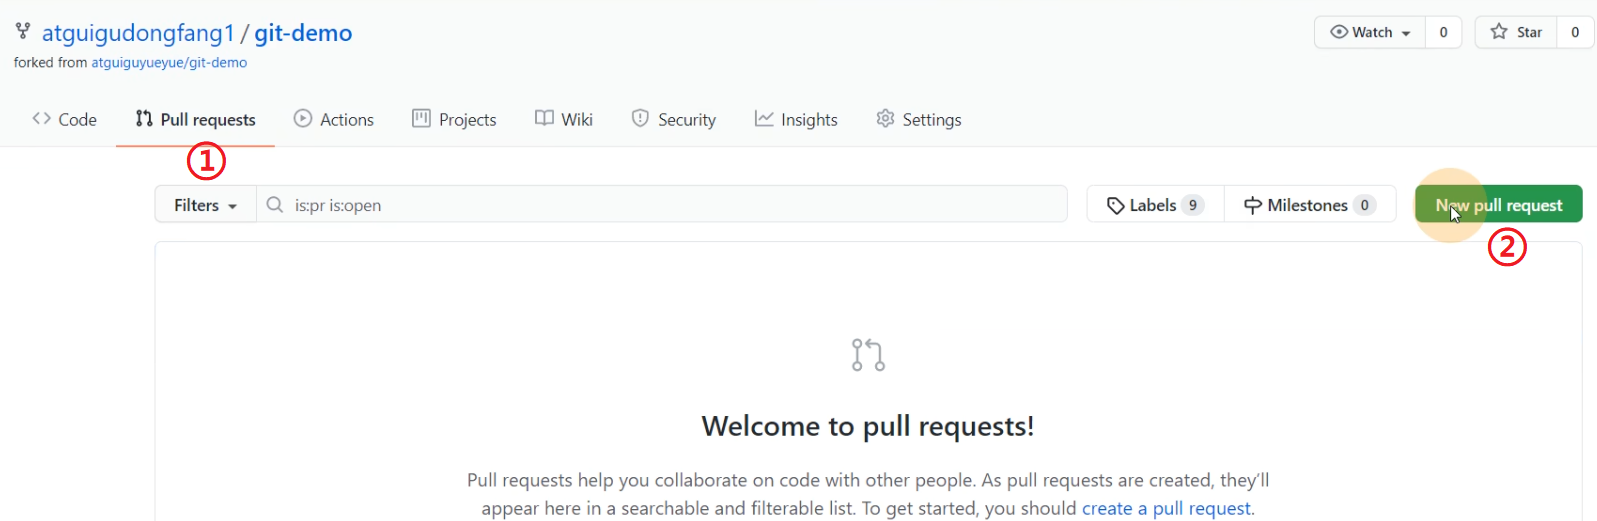 atguigudongfang1 / git-demo
Watch 0 Star 0
forked from atguiguyueyue/git-demo
Code Pull requests Actions Projects Wiki Security Insights Settings
①
Filters is:pr is:open Labels 9 Milestones 0 New pull request
②
Welcome to pull requests!
Pull requests help you collaborate on code with other people. As pull requests are created, they’ll
appear here in a searchable and filterable list. To get started, you should create a pull request.